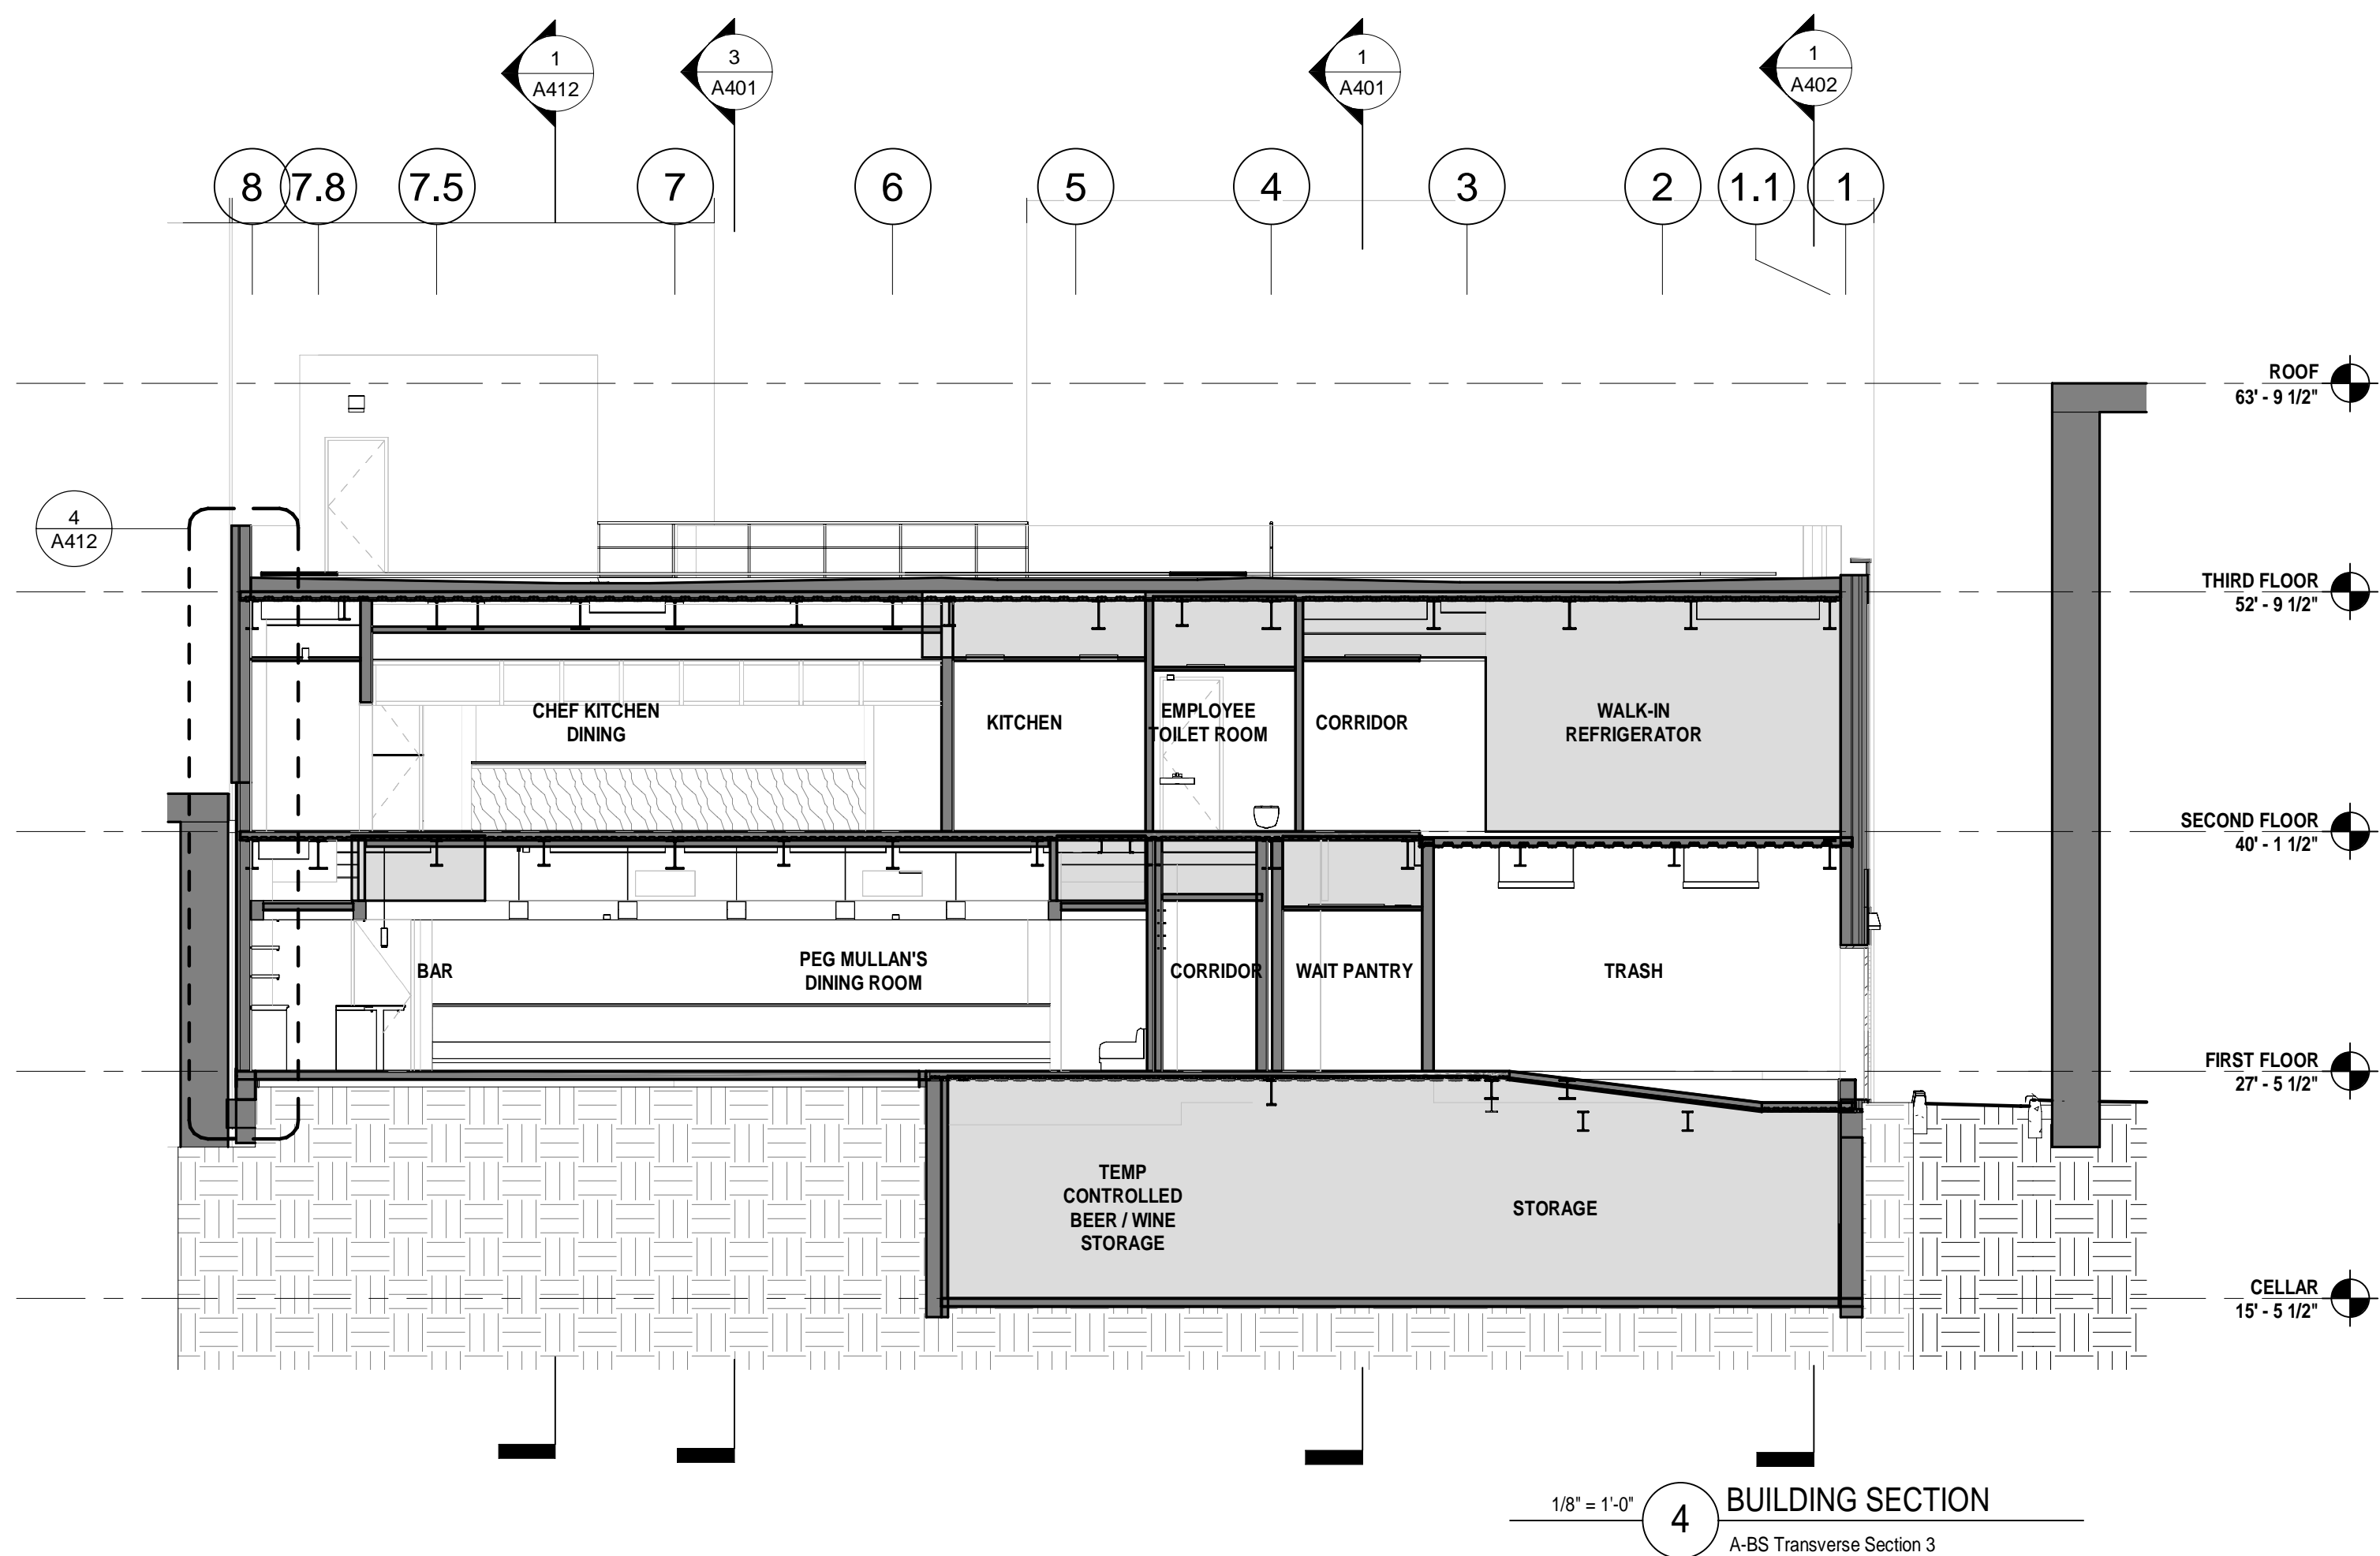 1
A412
3
A401
1
A401
1
A402
8
7.8
7.5
7
6
5
4
3
2
1.1
1
ROOF
63' - 9 1/2"
4
A412
THIRD FLOOR
52' - 9 1/2"
CHEF KITCHEN
DINING
KITCHEN
EMPLOYEE
TOILET ROOM
CORRIDOR
WALK-IN
REFRIGERATOR
SECOND FLOOR
40' - 1 1/2"
BAR
PEG MULLAN'S
DINING ROOM
CORRIDOR
WAIT PANTRY
TRASH
FIRST FLOOR
27' - 5 1/2"
TEMP
CONTROLLED
BEER / WINE
STORAGE
STORAGE
CELLAR
15' - 5 1/2"
1/8" = 1'-0"
4
BUILDING SECTION
A-BS Transverse Section 3